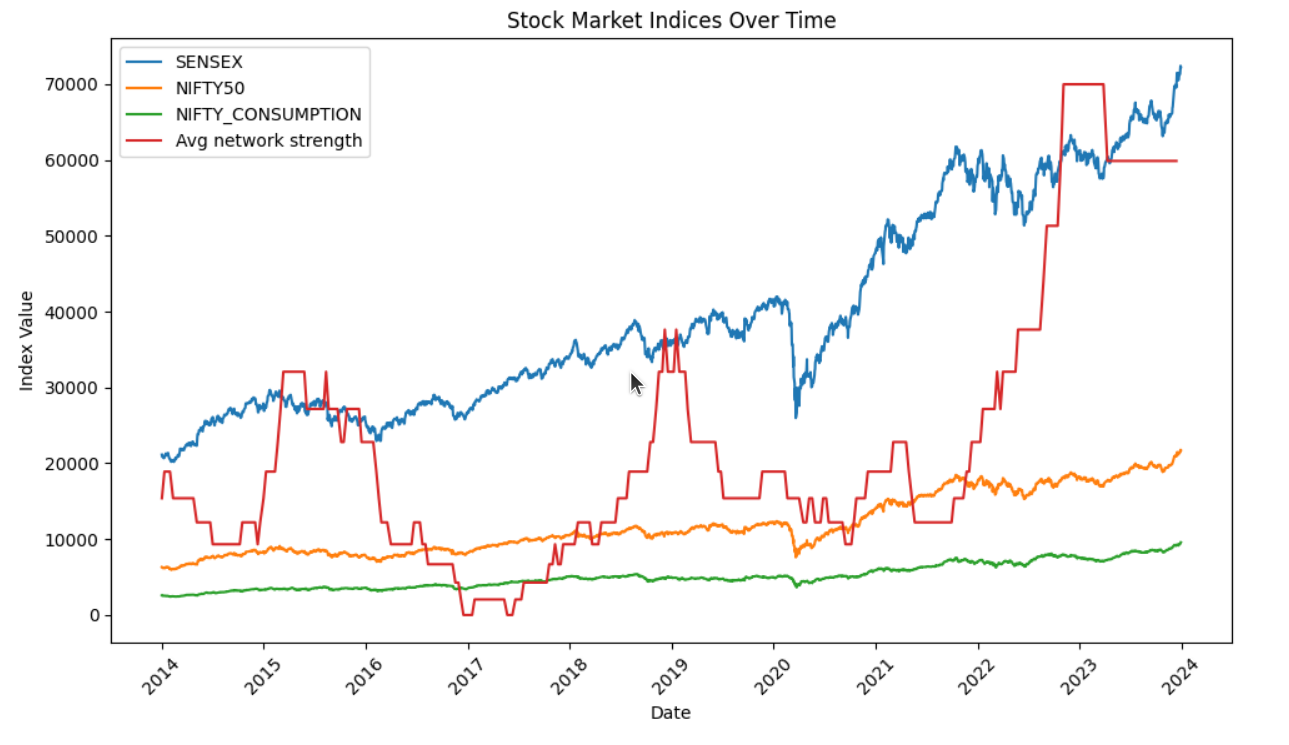 Stock Market Indices Over Time
SENSEX
NIFTY50
NIFTY_CONSUMPTION
Avg network strength
Index Value
70000
60000
50000
40000
30000
20000
10000
0
2014
2015
2016
2017
2018
2019
2020
2021
2022
2023
2024
Date